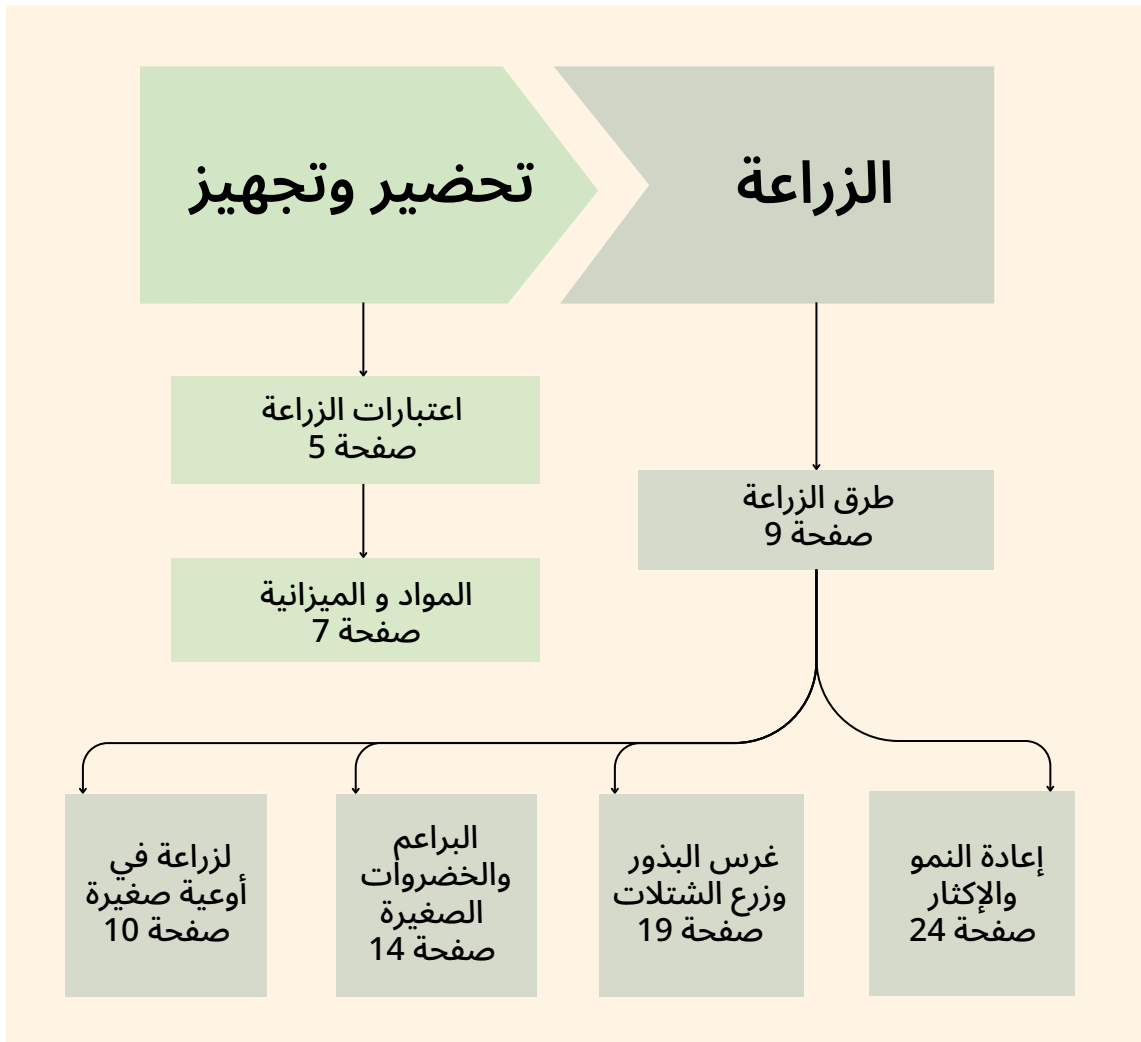 تحضير وتجهيز
الزراعة
اعتبارات الزراعة
صفحة 5
المواد و الميزانية
صفحة 7
طرق الزراعة
صفحة 9
لزراعة في
أوعية صغيرة
صفحة 10
البراعم
والخضروات
الصغيرة
صفحة 14
غرس البذور
وزرع الشتلات
صفحة 19
إعادة النمو
والإكثار
صفحة 24